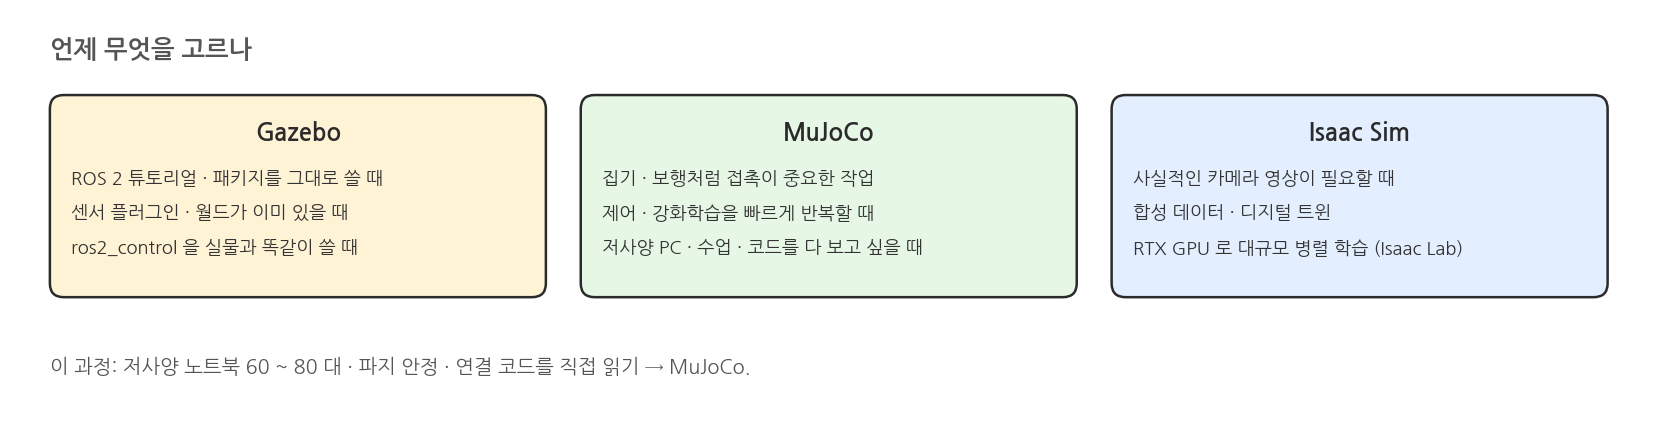 언제 무엇을 고르나
Gazebo
ROS 2 튜토리얼 · 패키지를 그대로 쓸 때
센서 플러그인 · 월드가 이미 있을 때
ros2_control 을 실물과 똑같이 쓸 때
MuJoCo
집기 · 보행처럼 접촉이 중요한 작업
제어 · 강화학습을 빠르게 반복할 때
저사양 PC · 수업 · 코드를 다 보고 싶을 때
Isaac Sim
사실적인 카메라 영상이 필요할 때
합성 데이터 · 디지털 트윈
RTX GPU 로 대규모 병렬 학습 (Isaac Lab)
이 과정: 저사양 노트북 60 ~ 80 대 · 파지 안정 · 연결 코드를 직접 읽기 → MuJoCo.